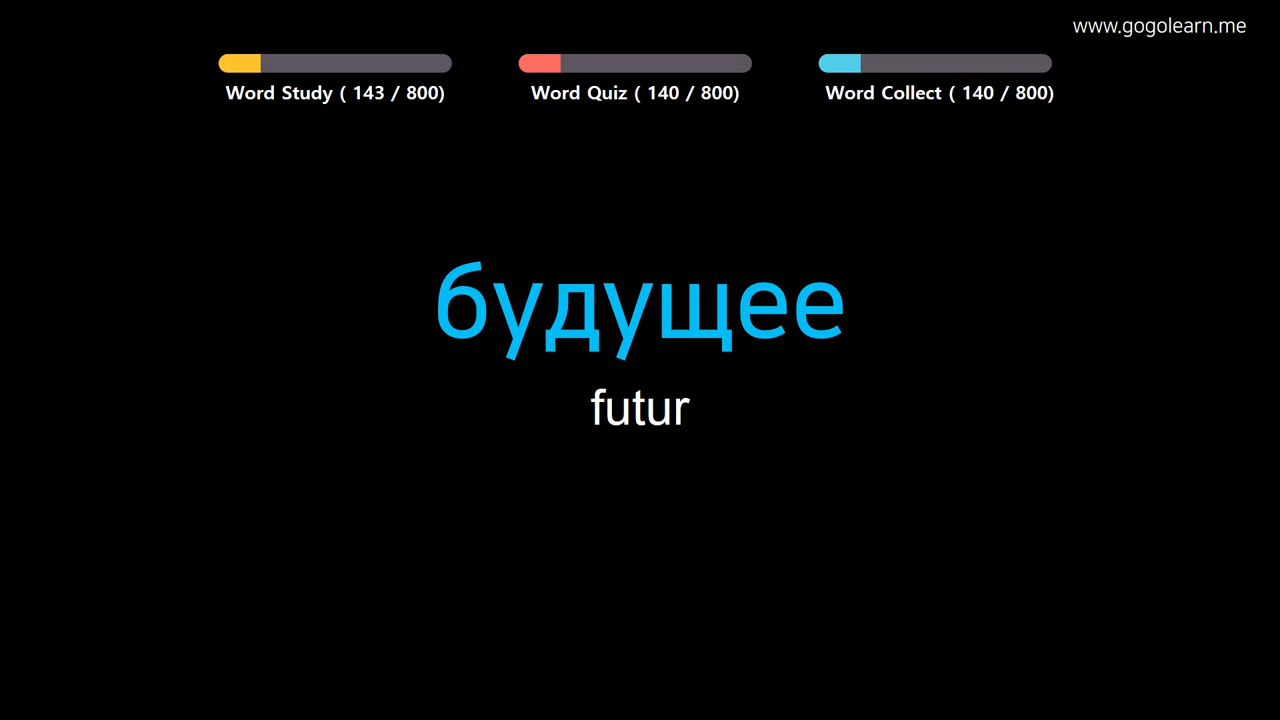 www.gogolearn.me
Word Study ( 143 / 800)
Word Quiz ( 140 / 800)
Word Collect ( 140 / 800)
будущее
futur